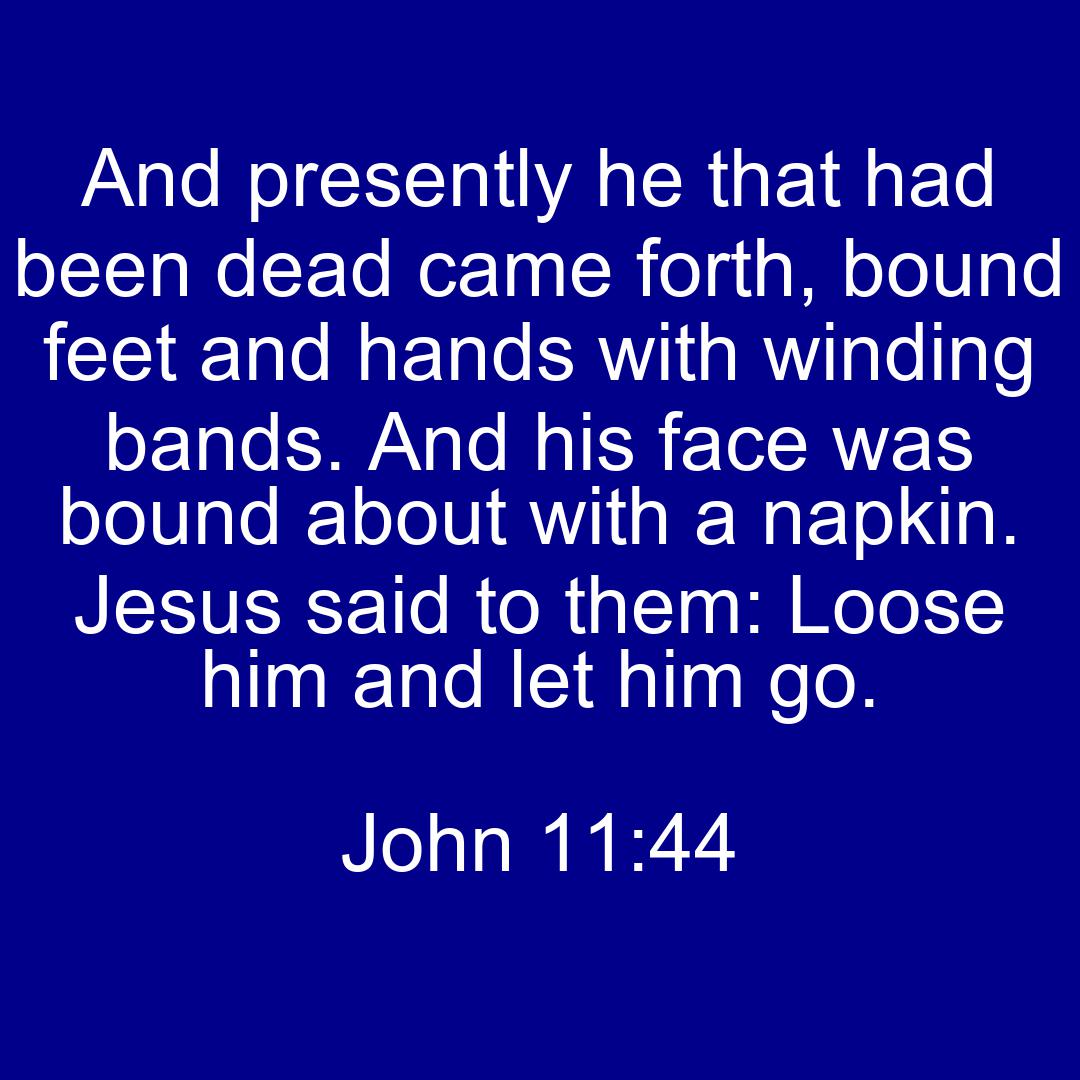 And presently he that had
been dead came forth, bound
feet and hands with winding
bands. And his face was
bound about with a napkin.
Jesus said to them: Loose
him and let him go.
John 11:44